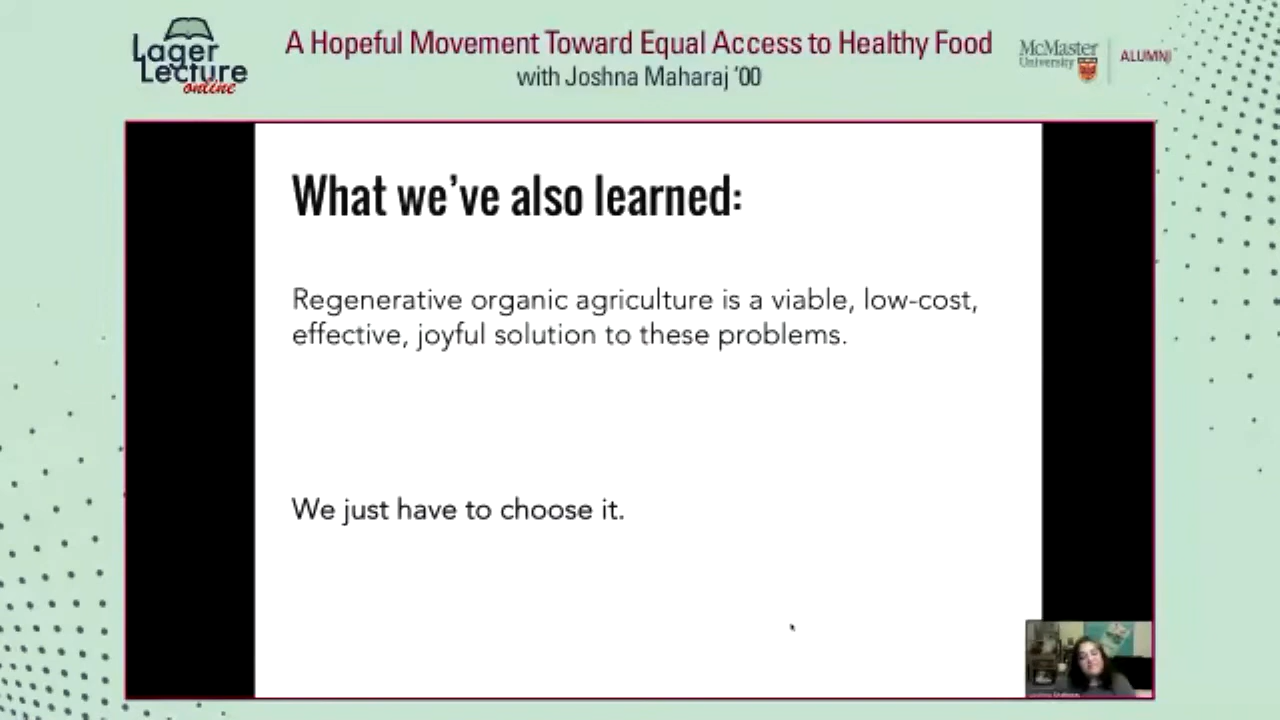 Lager
Lecture
online
A Hopeful Movement Toward Equal Access to Healthy Food
with Joshna Maharaj ‘00
McMaster
University
ALUMNI
What we’ve also learned:
Regenerative organic agriculture is a viable, low-cost,
effective, joyful solution to these problems.
We just have to choose it.